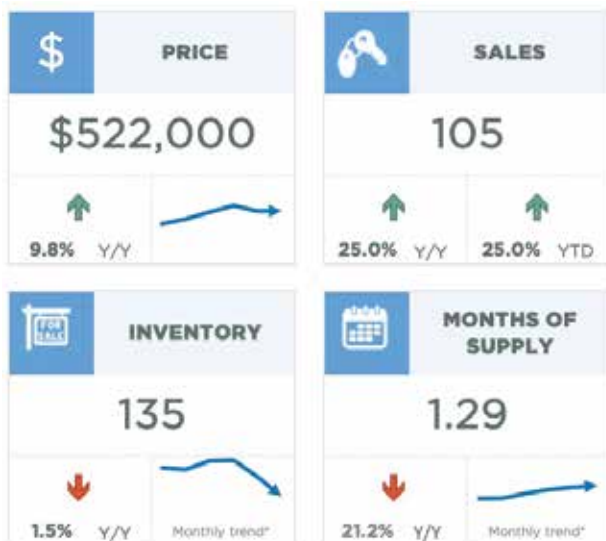 $ PRICE
SALES
$522,000
105
9.8% Y/Y
25.0% Y/Y 25.0% YTD
FOR
SALE
INVENTORY
MONTHS OF
SUPPLY
135
1.29
1.5% Y/Y Monthly trend*
21.2% Y/Y Monthly trend*